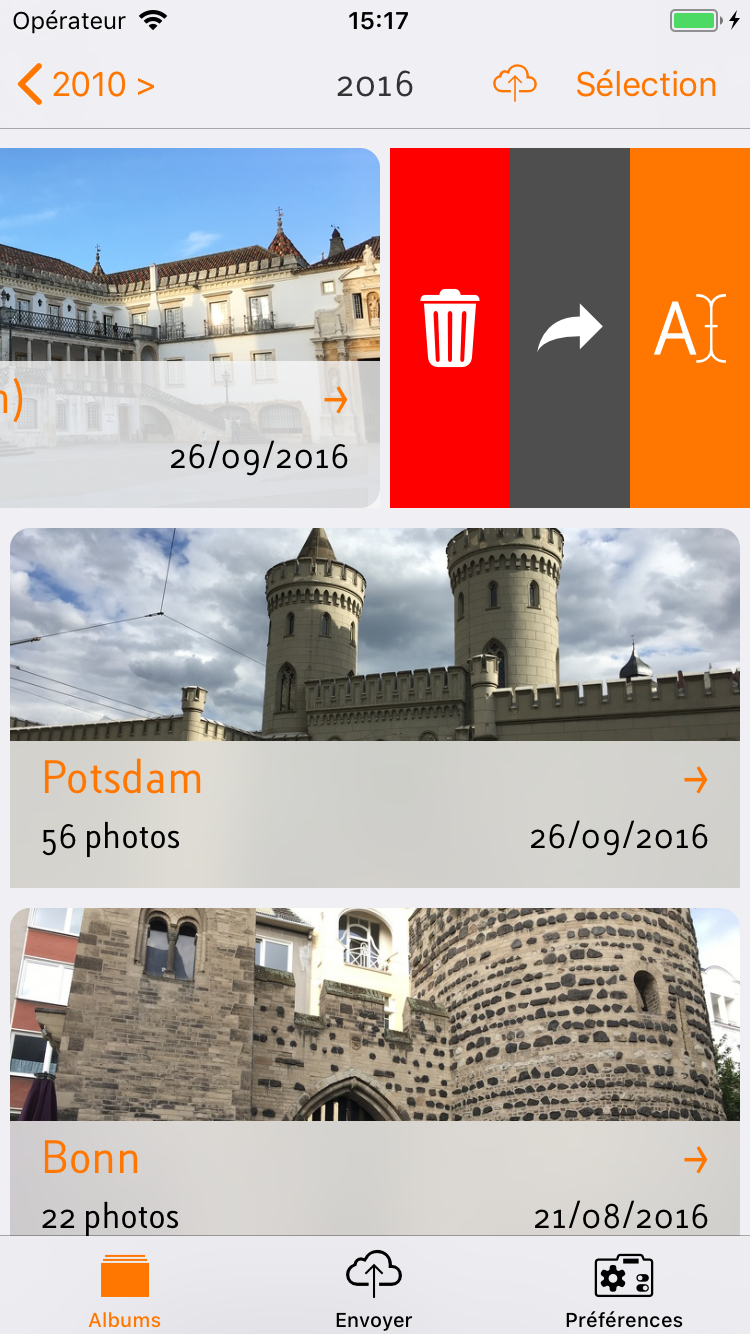 Opérateur 15:17
2010 > 2016 Sélection
)
26/09/2016
A
Potsdam
56 photos 26/09/2016
Bonn
22 photos 21/08/2016
Albums Envoyer Préférences